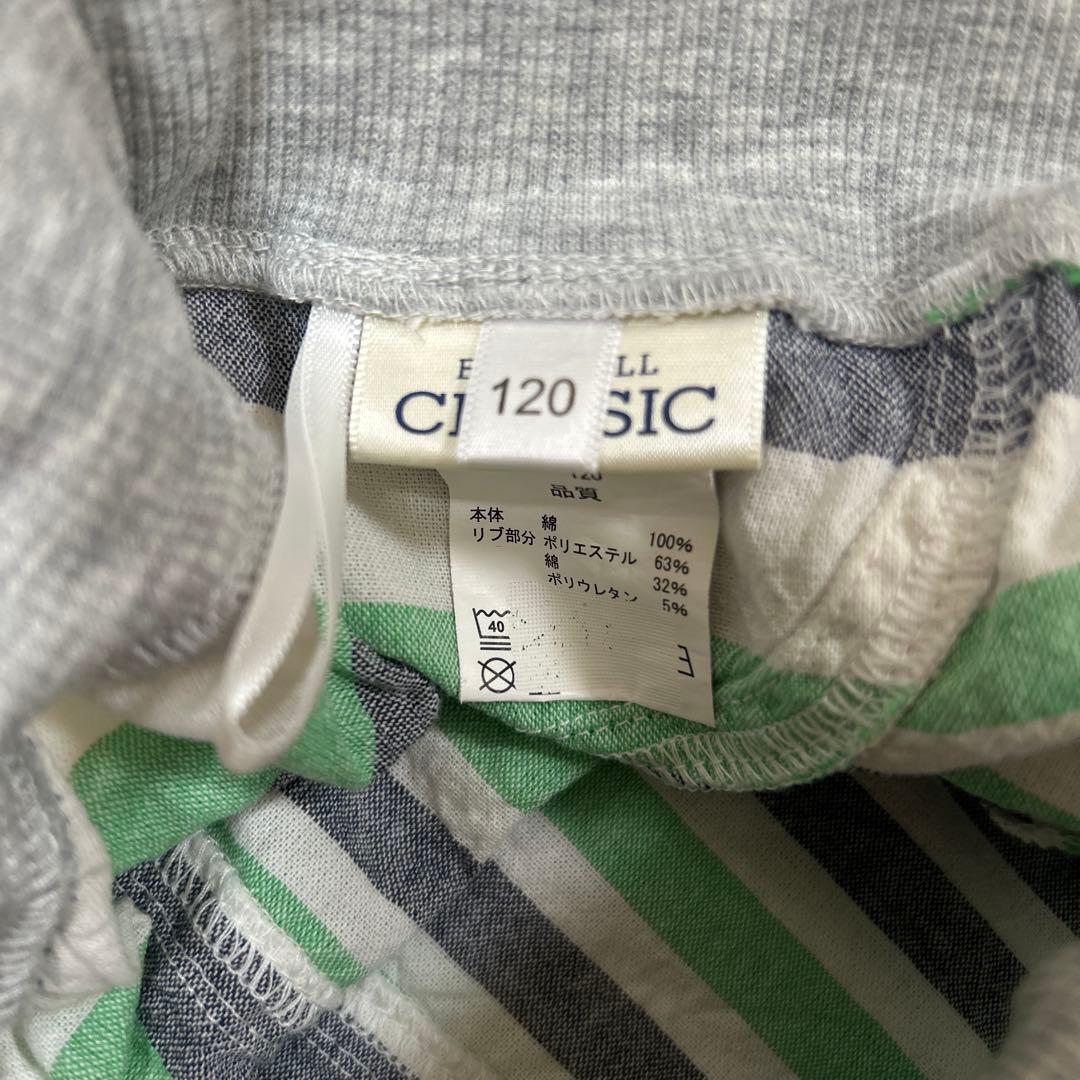 120
120
品質
本体 綿 100%
リブ部分 ポリエステル 63%
綿 32%
ポリウレタン 5%
40
E